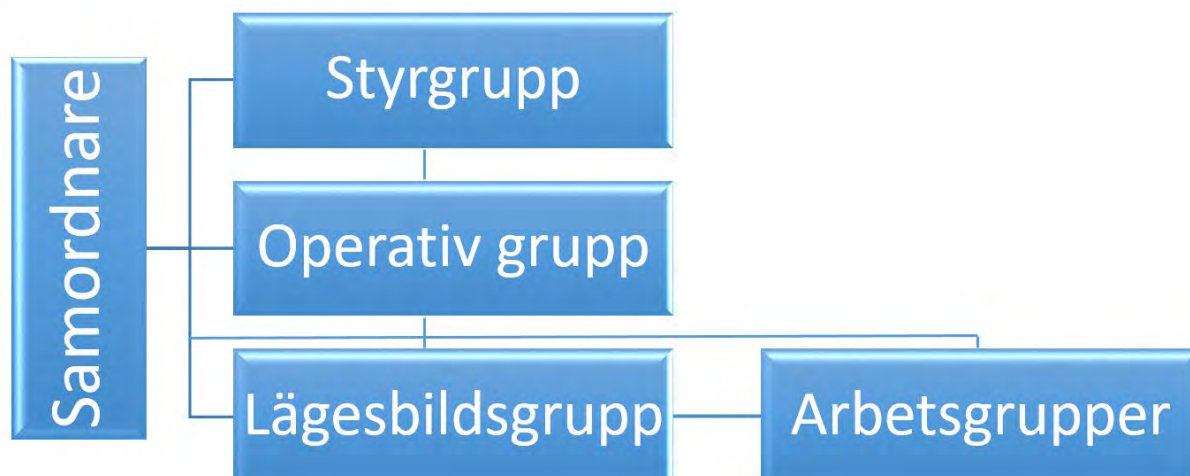 Samordnare
Styrgrupp
Operativ grupp
Lägesbildsgrupp
Arbetsgrupper